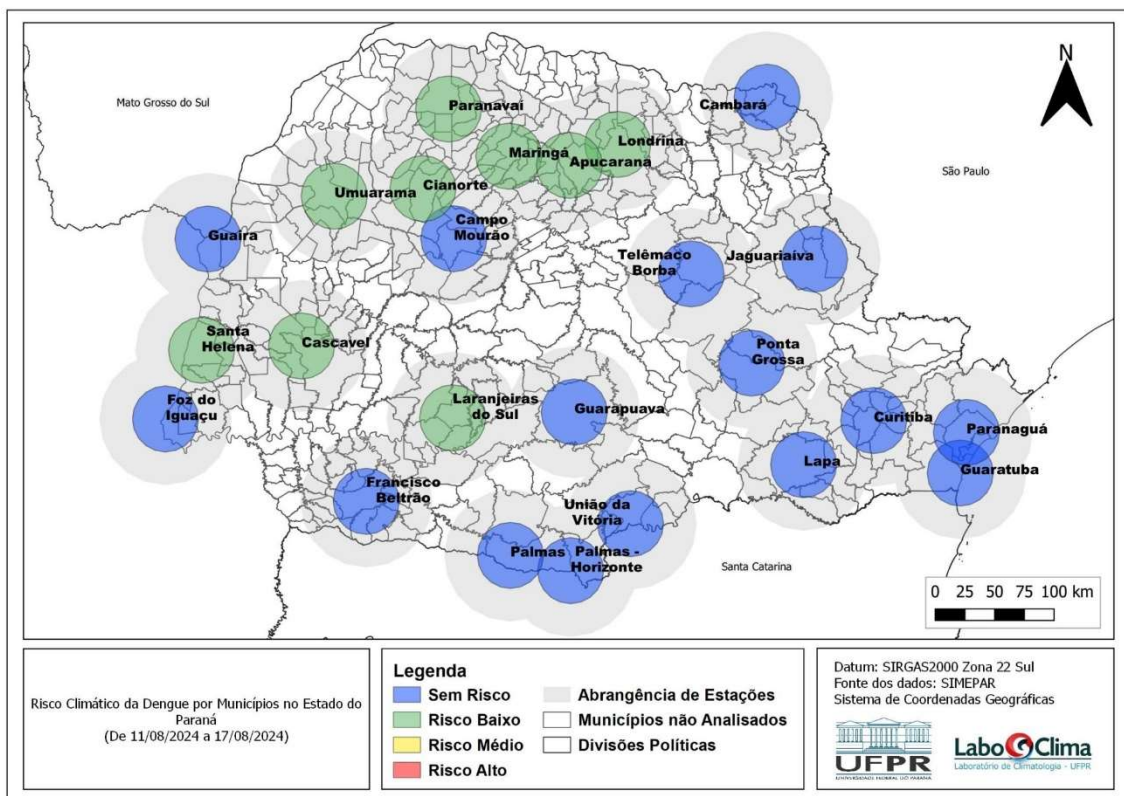 N
Mato Grosso do Sul
São Paulo
Santa Catarina
Paranavaí
Cambará
Londrina
Maringá
Apucarana
Cianorte
Umuarama
Campo
Mourão
Guaira
Telêmaco
Borba
Jaguariaíva
Santa
Helena
Cascavel
Ponta
Grossa
Foz do
Iguaçu
Laranjeiras
do Sul
Guarapuava
Curitiba
Paranaguá
Lapa
Guaratuba
Francisco
Beltrão
União da
Vitória
Palmas
Palmas -
Horizonte
0 25 50 75 100 km
Risco Climático da Dengue por Municípios no Estado do
Paraná
(De 11/08/2024 a 17/08/2024)
Legenda
Sem Risco
Risco Baixo
Risco Médio
Risco Alto
Abrangência de Estações
Municípios não Analisados
Divisões Políticas
Datum: SIRGAS2000 Zona 22 Sul
Fonte dos dados: SIMEPAR
Sistema de Coordenadas Geográficas
UFPR
UNIVERSIDADE FEDERAL DO PARANÁ
LaboClima
Laboratório de Climatologia - UFPR